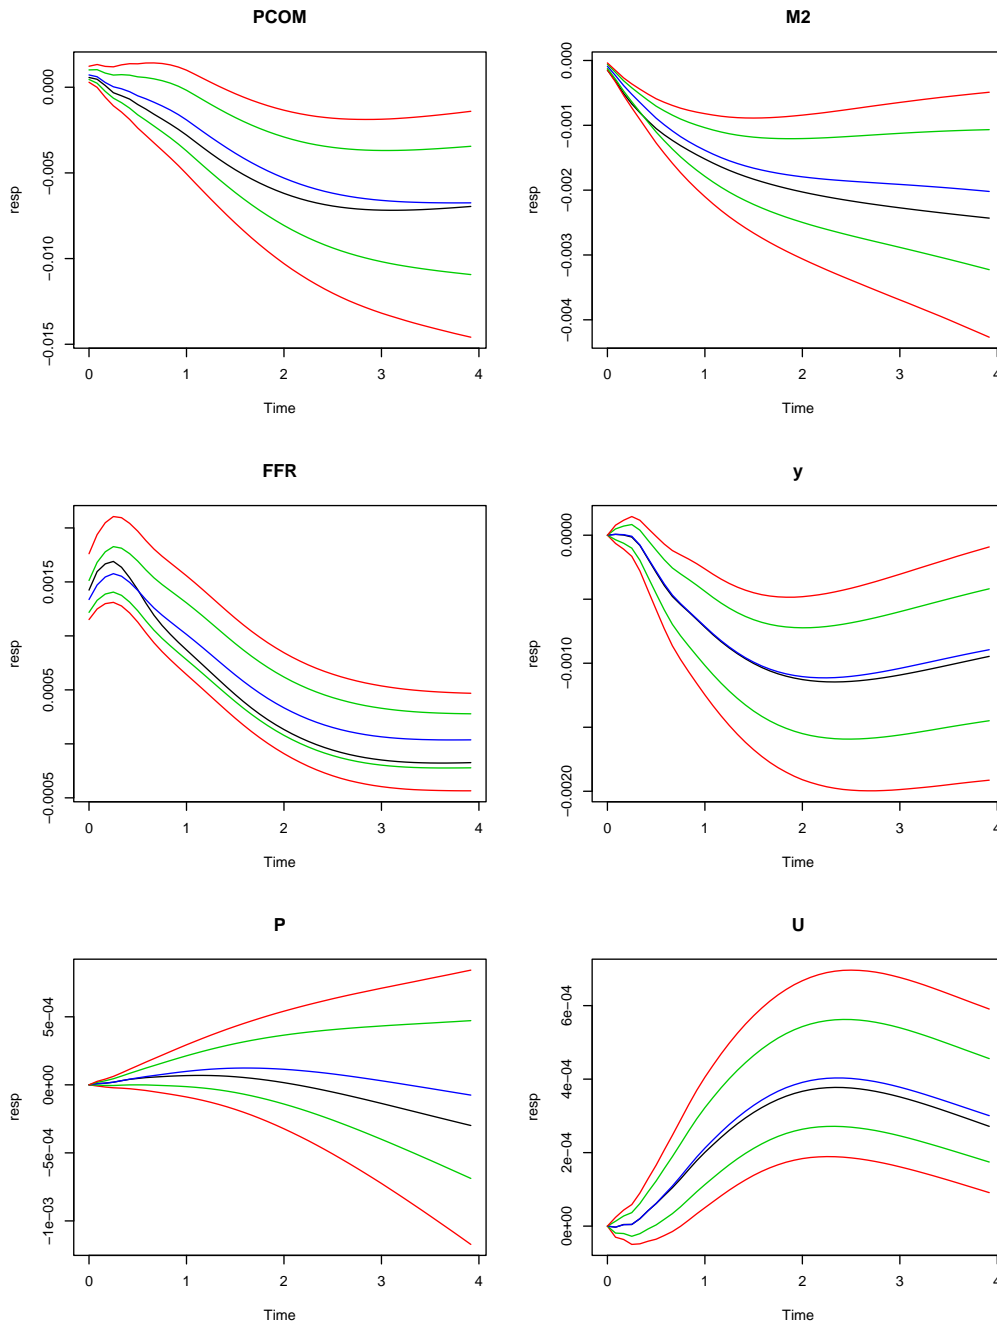 PCOM
0.000
−0.005
−0.010
−0.015
resp
0 1 2 3 4
Time
M2
0.000
−0.001
−0.002
−0.003
−0.004
resp
0 1 2 3 4
Time
FFR
0.0015
0.0005
−0.0005
resp
0 1 2 3 4
Time
y
0.0000
−0.0010
−0.0020
resp
0 1 2 3 4
Time
P
5e−04
0e+00
−5e−04
−1e−03
resp
0 1 2 3 4
Time
U
6e−04
4e−04
2e−04
0e+00
resp
0 1 2 3 4
Time